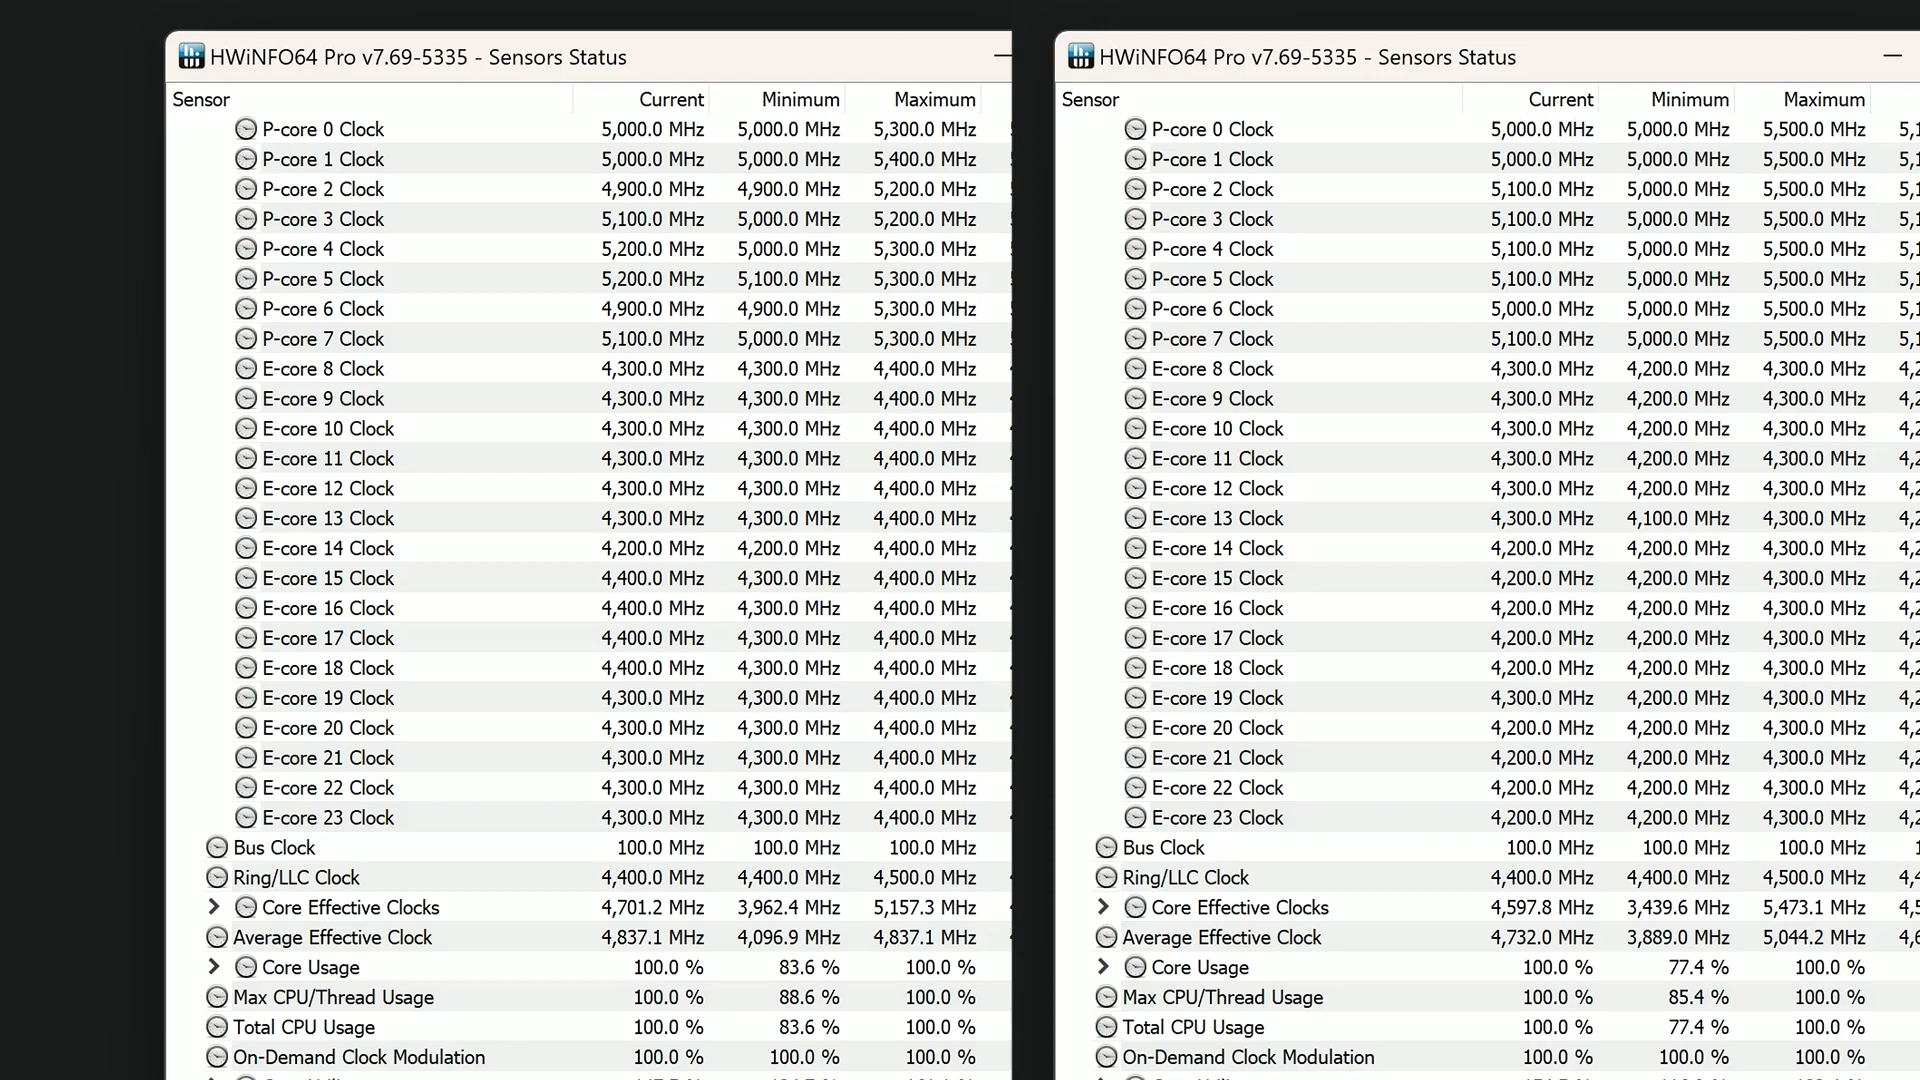 HWiNFO64 Pro v7.69-5335 - Sensors Status
Sensor Current Minimum Maximum
P-core 0 Clock 5,000.0 MHz 5,000.0 MHz 5,300.0 MHz
P-core 1 Clock 5,000.0 MHz 5,000.0 MHz 5,400.0 MHz
P-core 2 Clock 4,900.0 MHz 4,900.0 MHz 5,200.0 MHz
P-core 3 Clock 5,100.0 MHz 5,000.0 MHz 5,200.0 MHz
P-core 4 Clock 5,200.0 MHz 5,000.0 MHz 5,300.0 MHz
P-core 5 Clock 5,200.0 MHz 5,100.0 MHz 5,300.0 MHz
P-core 6 Clock 4,900.0 MHz 4,900.0 MHz 5,300.0 MHz
P-core 7 Clock 5,100.0 MHz 5,000.0 MHz 5,300.0 MHz
E-core 8 Clock 4,300.0 MHz 4,300.0 MHz 4,400.0 MHz
E-core 9 Clock 4,300.0 MHz 4,300.0 MHz 4,400.0 MHz
E-core 10 Clock 4,300.0 MHz 4,300.0 MHz 4,400.0 MHz
E-core 11 Clock 4,300.0 MHz 4,300.0 MHz 4,400.0 MHz
E-core 12 Clock 4,300.0 MHz 4,300.0 MHz 4,400.0 MHz
E-core 13 Clock 4,300.0 MHz 4,300.0 MHz 4,400.0 MHz
E-core 14 Clock 4,200.0 MHz 4,200.0 MHz 4,400.0 MHz
E-core 15 Clock 4,400.0 MHz 4,300.0 MHz 4,400.0 MHz
E-core 16 Clock 4,400.0 MHz 4,300.0 MHz 4,400.0 MHz
E-core 17 Clock 4,400.0 MHz 4,300.0 MHz 4,400.0 MHz
E-core 18 Clock 4,400.0 MHz 4,300.0 MHz 4,400.0 MHz
E-core 19 Clock 4,300.0 MHz 4,300.0 MHz 4,400.0 MHz
E-core 20 Clock 4,300.0 MHz 4,300.0 MHz 4,400.0 MHz
E-core 21 Clock 4,300.0 MHz 4,300.0 MHz 4,400.0 MHz
E-core 22 Clock 4,300.0 MHz 4,300.0 MHz 4,400.0 MHz
E-core 23 Clock 4,300.0 MHz 4,300.0 MHz 4,400.0 MHz
Bus Clock 100.0 MHz 100.0 MHz 100.0 MHz
Ring/LLC Clock 4,400.0 MHz 4,400.0 MHz 4,500.0 MHz
Core Effective Clocks 4,701.2 MHz 3,962.4 MHz 5,157.3 MHz
Average Effective Clock 4,837.1 MHz 4,096.9 MHz 4,837.1 MHz
Core Usage 100.0 % 83.6 % 100.0 %
Max CPU/Thread Usage 100.0 % 88.6 % 100.0 %
Total CPU Usage 100.0 % 83.6 % 100.0 %
On-Demand Clock Modulation 100.0 % 100.0 % 100.0 %
HWiNFO64 Pro v7.69-5335 - Sensors Status
Sensor Current Minimum Maximum
P-core 0 Clock 5,000.0 MHz 5,000.0 MHz 5,500.0 MHz
P-core 1 Clock 5,000.0 MHz 5,000.0 MHz 5,500.0 MHz
P-core 2 Clock 5,100.0 MHz 5,000.0 MHz 5,500.0 MHz
P-core 3 Clock 5,100.0 MHz 5,000.0 MHz 5,500.0 MHz
P-core 4 Clock 5,100.0 MHz 5,000.0 MHz 5,500.0 MHz
P-core 5 Clock 5,100.0 MHz 5,000.0 MHz 5,500.0 MHz
P-core 6 Clock 5,000.0 MHz 5,000.0 MHz 5,500.0 MHz
P-core 7 Clock 5,100.0 MHz 5,000.0 MHz 5,500.0 MHz
E-core 8 Clock 4,300.0 MHz 4,200.0 MHz 4,300.0 MHz
E-core 9 Clock 4,300.0 MHz 4,200.0 MHz 4,300.0 MHz
E-core 10 Clock 4,300.0 MHz 4,200.0 MHz 4,300.0 MHz
E-core 11 Clock 4,300.0 MHz 4,200.0 MHz 4,300.0 MHz
E-core 12 Clock 4,300.0 MHz 4,200.0 MHz 4,300.0 MHz
E-core 13 Clock 4,300.0 MHz 4,100.0 MHz 4,300.0 MHz
E-core 14 Clock 4,200.0 MHz 4,200.0 MHz 4,300.0 MHz
E-core 15 Clock 4,200.0 MHz 4,200.0 MHz 4,300.0 MHz
E-core 16 Clock 4,200.0 MHz 4,200.0 MHz 4,300.0 MHz
E-core 17 Clock 4,200.0 MHz 4,200.0 MHz 4,300.0 MHz
E-core 18 Clock 4,200.0 MHz 4,200.0 MHz 4,300.0 MHz
E-core 19 Clock 4,300.0 MHz 4,200.0 MHz 4,300.0 MHz
E-core 20 Clock 4,200.0 MHz 4,200.0 MHz 4,300.0 MHz
E-core 21 Clock 4,200.0 MHz 4,200.0 MHz 4,300.0 MHz
E-core 22 Clock 4,200.0 MHz 4,200.0 MHz 4,300.0 MHz
E-core 23 Clock 4,200.0 MHz 4,200.0 MHz 4,300.0 MHz
Bus Clock 100.0 MHz 100.0 MHz 100.0 MHz
Ring/LLC Clock 4,400.0 MHz 4,400.0 MHz 4,500.0 MHz
Core Effective Clocks 4,597.8 MHz 3,439.6 MHz 5,473.1 MHz
Average Effective Clock 4,732.0 MHz 3,889.0 MHz 5,044.2 MHz
Core Usage 100.0 % 77.4 % 100.0 %
Max CPU/Thread Usage 100.0 % 85.4 % 100.0 %
Total CPU Usage 100.0 % 77.4 % 100.0 %
On-Demand Clock Modulation 100.0 % 100.0 % 100.0 %